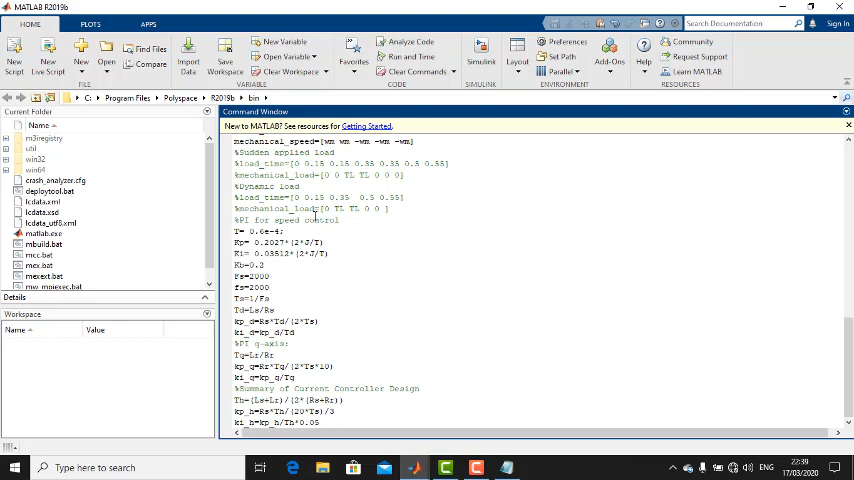 MATLAB R2019b
HOME
PLOTS
APPS
Search Documentation
Sign In
New Script
New Live Script
New
Open
Find Files
Compare
Import Data
Save Workspace
New Variable
Open Variable
Clear Workspace
Favorites
Analyze Code
Run and Time
Clear Commands
Simulink
Layout
Preferences
Set Path
Parallel
Add-Ons
Help
Community
Request Support
Learn MATLAB
FILE
VARIABLE
CODE
SIMULINK
ENVIRONMENT
RESOURCES
C: Program Files Polyspace R2019b bin
Current Folder
Name
m3iregistry
util
win32
win64
crash_analyzer.cfg
deploytool.bat
lcdata.xml
lcdata.xsd
lcdata_utf8.xml
matlab.exe
mbuild.bat
mcc.bat
mex.bat
mexext.bat
mw_mpiexec.bat
Details
Workspace
Name Value
Command Window
New to MATLAB? See resources for Getting Started.
mechanical_speed=[wm wm -wm -wm -wm]
%Sudden applied load
%load_time=[0 0.15 0.15 0.35 0.35 0.5 0.55]
%mechanical_load=[0 0 TL TL 0 0 0]
%Dynamic load
%load_time=[0 0.15 0.35  0.5 0.55]
%mechanical_load=[0 TL TL 0 0 ]
%PI for speed control
T= 0.6e-4;
Kp= 0.2027*(2*J/T)
Ki= 0.03512*(2*J/T)
Kb=0.2
Fs=2000
fs=2000
Ts=1/Fs
Td=Ls/Rs
kp_d=Rs*Td/(2*Ts)
ki_d=kp_d/Td
%PI q-axis:
Tq=Lr/Rr
kp_q=Rr*Tq/(2*Ts*10)
ki_q=kp_q/Tq
%Summary of Current Controller Design
Th=(Ls+Lr)/(2*(Rs+Rr))
kp_h=Rs*Th/(20*Ts)/3
ki_h=kp_h/Th*0.05
Type here to search
ENG
22:39
17/03/2020